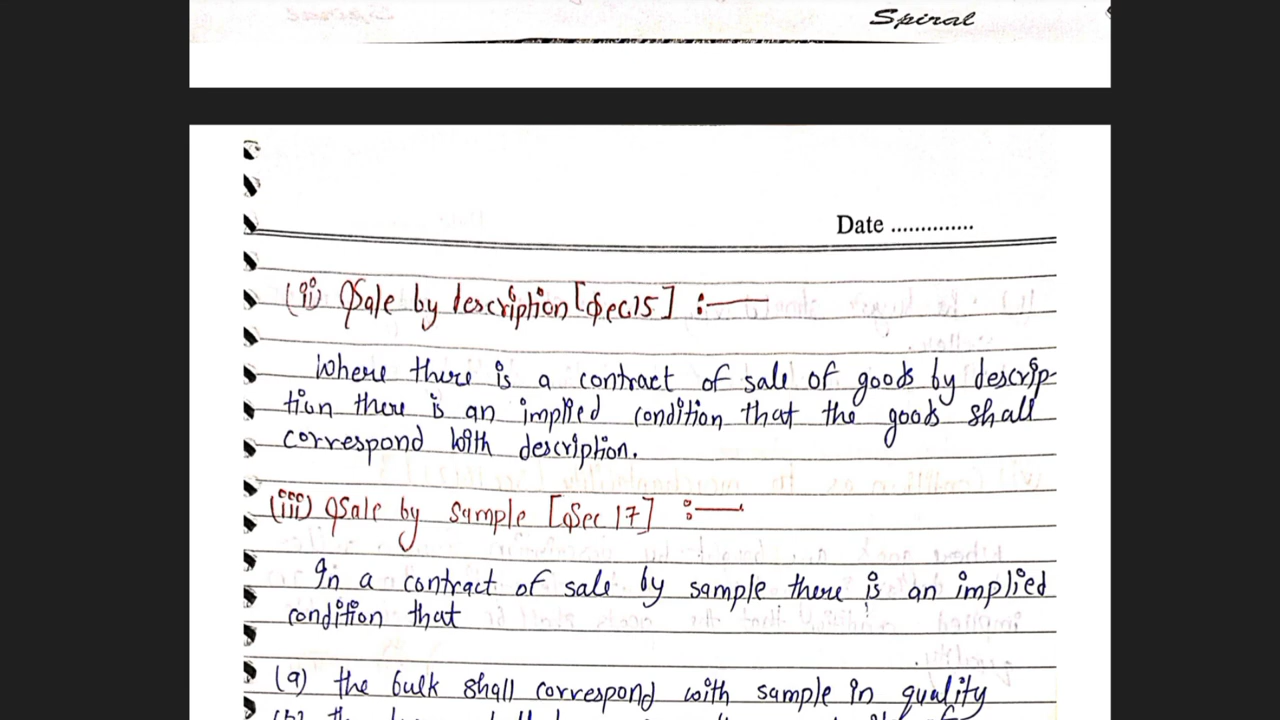 Spiral
Date ..............
(ii) Sale by description [Sec 15] :—
Where there is a contract of sale of goods by descrip-
tion there is an implied condition that the goods shall
correspond with description.
(iii) Sale by sample [Sec 17] :—
In a contract of sale by sample there is an implied
condition that
(a) the bulk shall correspond with sample in quality